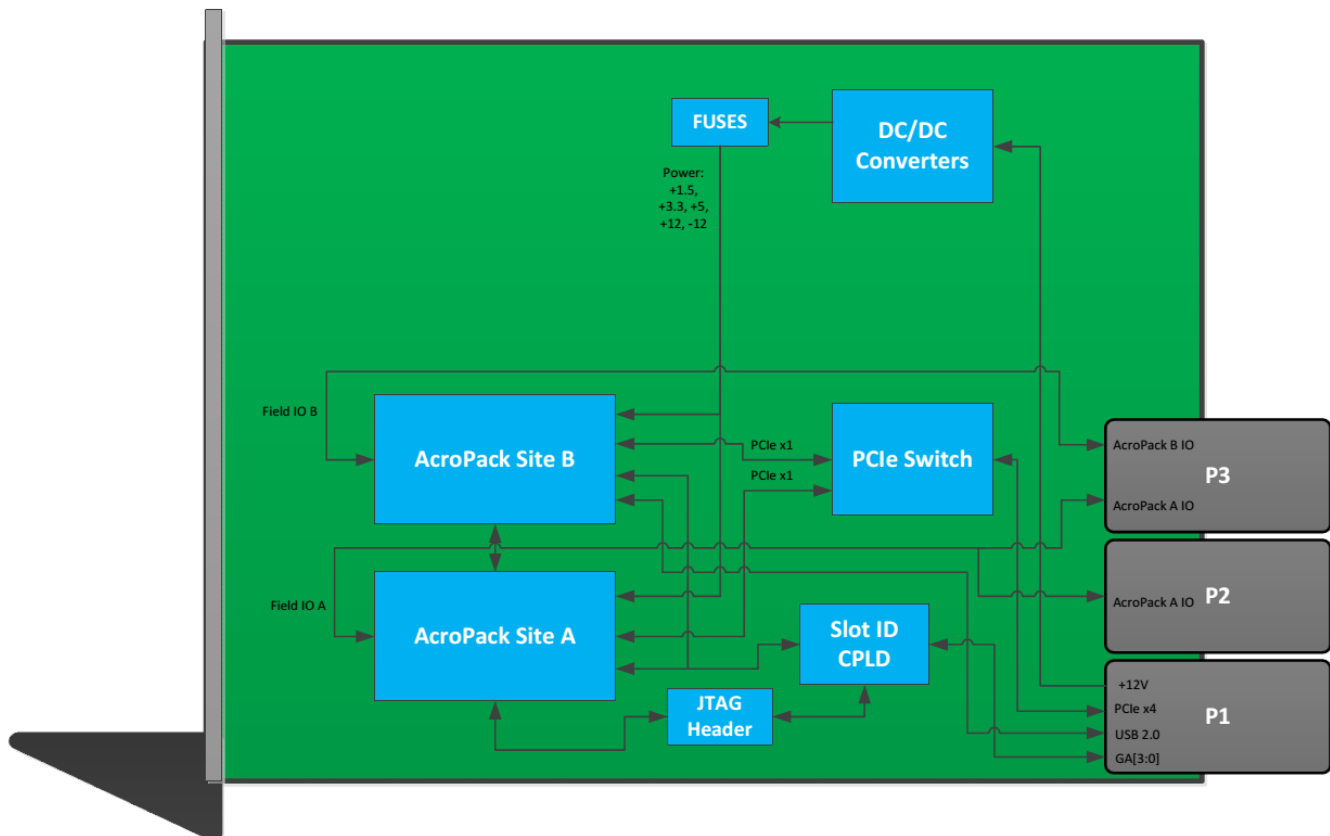 FUSES
DC/DC
Converters
Power:
+1.5,
+3.3, +5,
+12, -12
Field IO B
AcroPack Site B
PCIe x1
PCIe x1
PCIe Switch
AcroPack B IO
P3
AcroPack A IO
Field IO A
AcroPack Site A
Slot ID
CPLD
AcroPack A IO
P2
JTAG
Header
+12V
PCIe x4
P1
USB 2.0
GA[3:0]